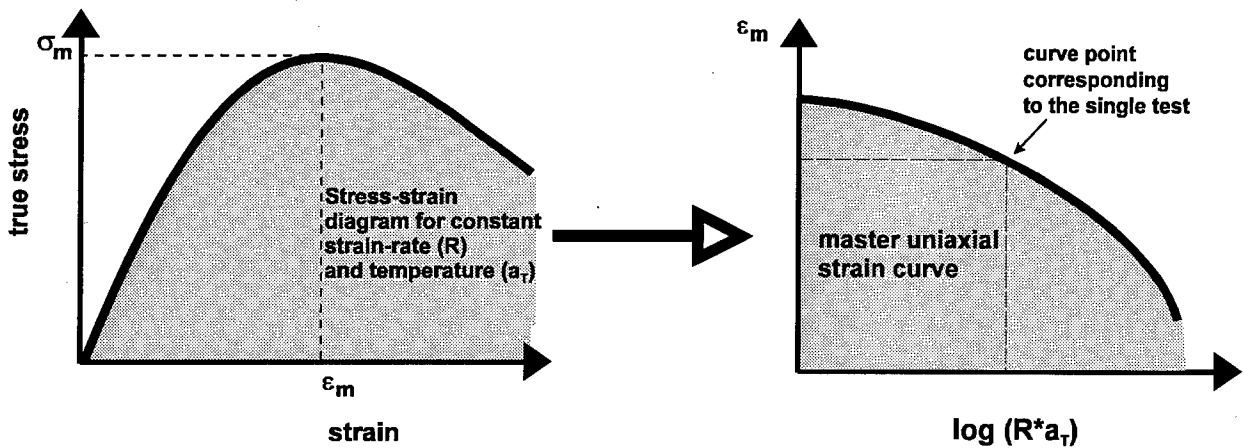 σm
true stress
Stress-strain
diagram for constant
strain-rate (R)
and temperature (aT)
εm
strain
εm
curve point
corresponding
to the single test
master uniaxial
strain curve
log (R*aT)